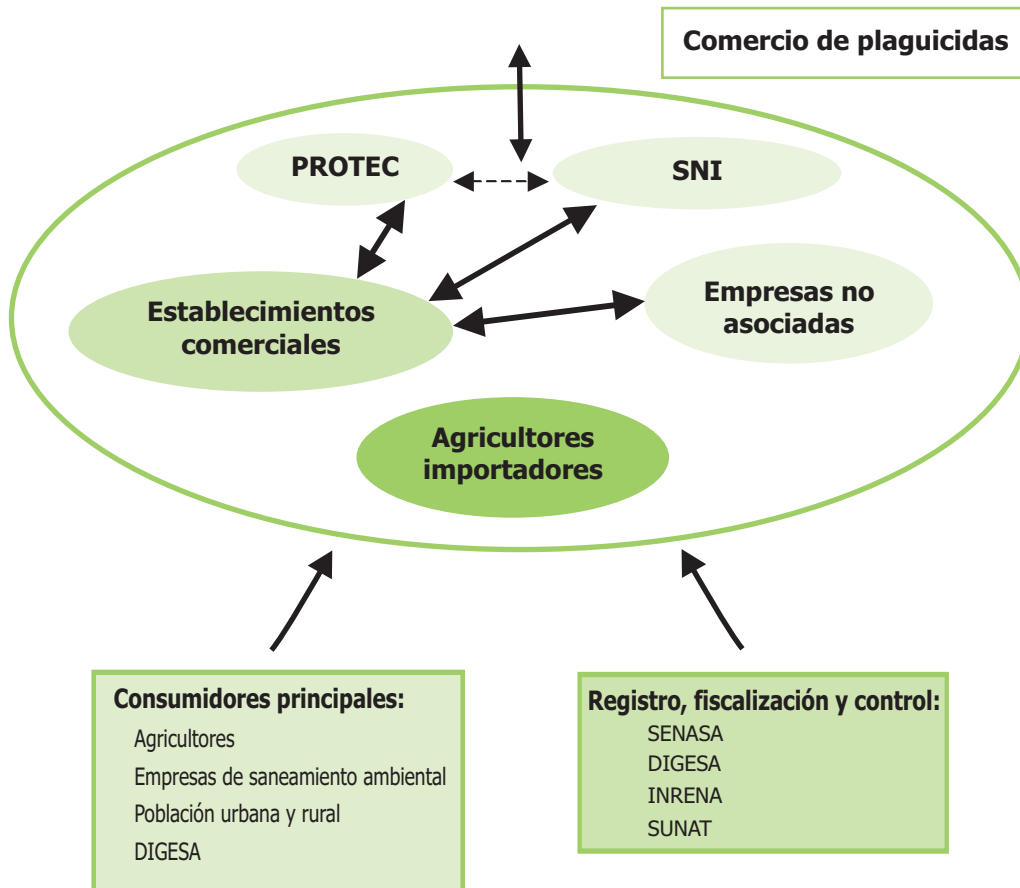 Comercio de plaguicidas
PROTEC
SNI
Establecimientos
comerciales
Empresas no
asociadas
Agricultores
importadores
Consumidores principales:
Agricultores
Empresas de saneamiento ambiental
Población urbana y rural
DIGESA
Registro, fiscalización y control:
SENASA
DIGESA
INRENA
SUNAT